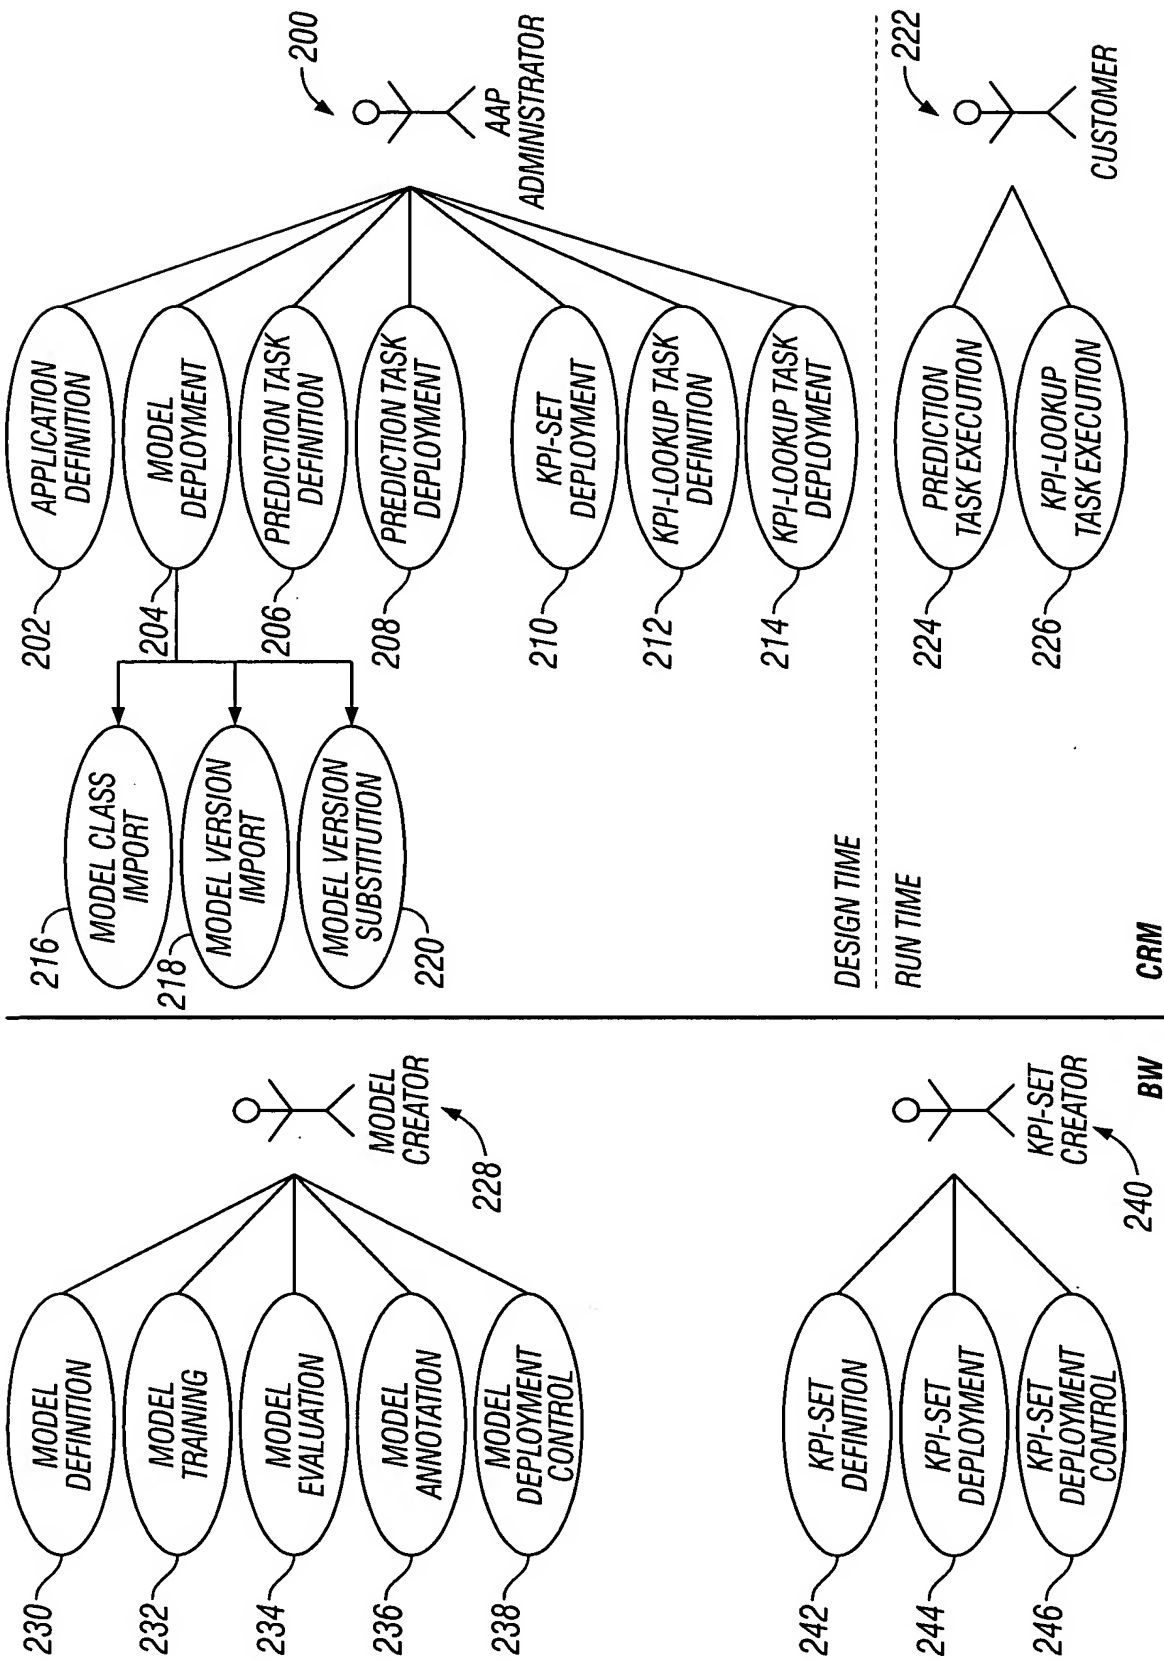 230
MODEL
DEFINITION
232
MODEL
TRAINING
234
MODEL
EVALUATION
236
MODEL
ANNOTATION
238
MODEL
DEPLOYMENT
CONTROL
MODEL
CREATOR
228
242
KPI-SET
DEFINITION
244
KPI-SET
DEPLOYMENT
246
KPI-SET
DEPLOYMENT
CONTROL
KPI-SET
CREATOR
240
BW
216
MODEL CLASS
IMPORT
218
MODEL VERSION
IMPORT
220
MODEL VERSION
SUBSTITUTION
202
APPLICATION
DEFINITION
204
MODEL
DEPLOYMENT
206
PREDICTION TASK
DEFINITION
208
PREDICTION TASK
DEPLOYMENT
210
KPI-SET
DEPLOYMENT
212
KPI-LOOKUP TASK
DEFINITION
214
KPI-LOOKUP TASK
DEPLOYMENT
200
AAP
ADMINISTRATOR
DESIGN TIME
RUN TIME
224
PREDICTION
TASK EXECUTION
226
KPI-LOOKUP
TASK EXECUTION
222
CUSTOMER
CRM